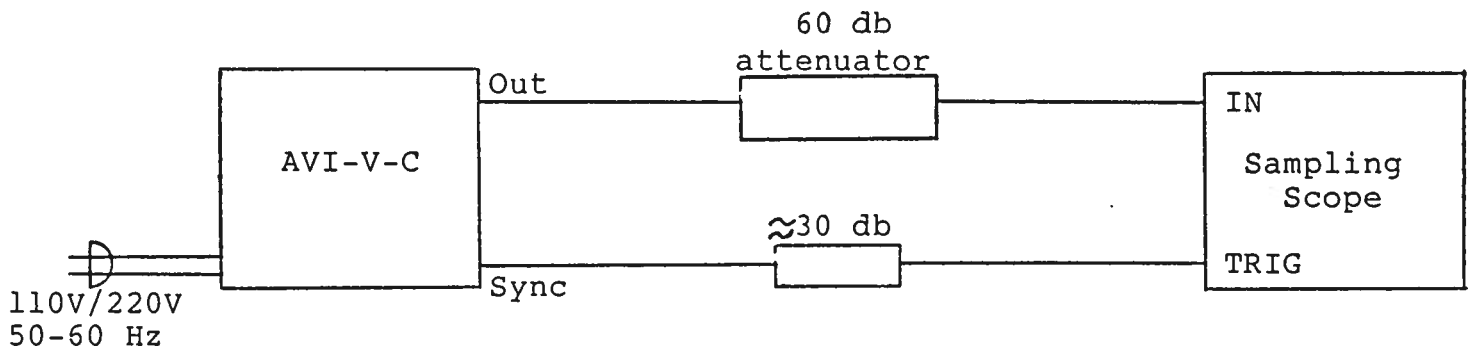 60 db
attenuator
Out
IN
AVI-V-C
Sampling
Scope
≈30 db
TRIG
Sync
110V/220V
50-60 Hz